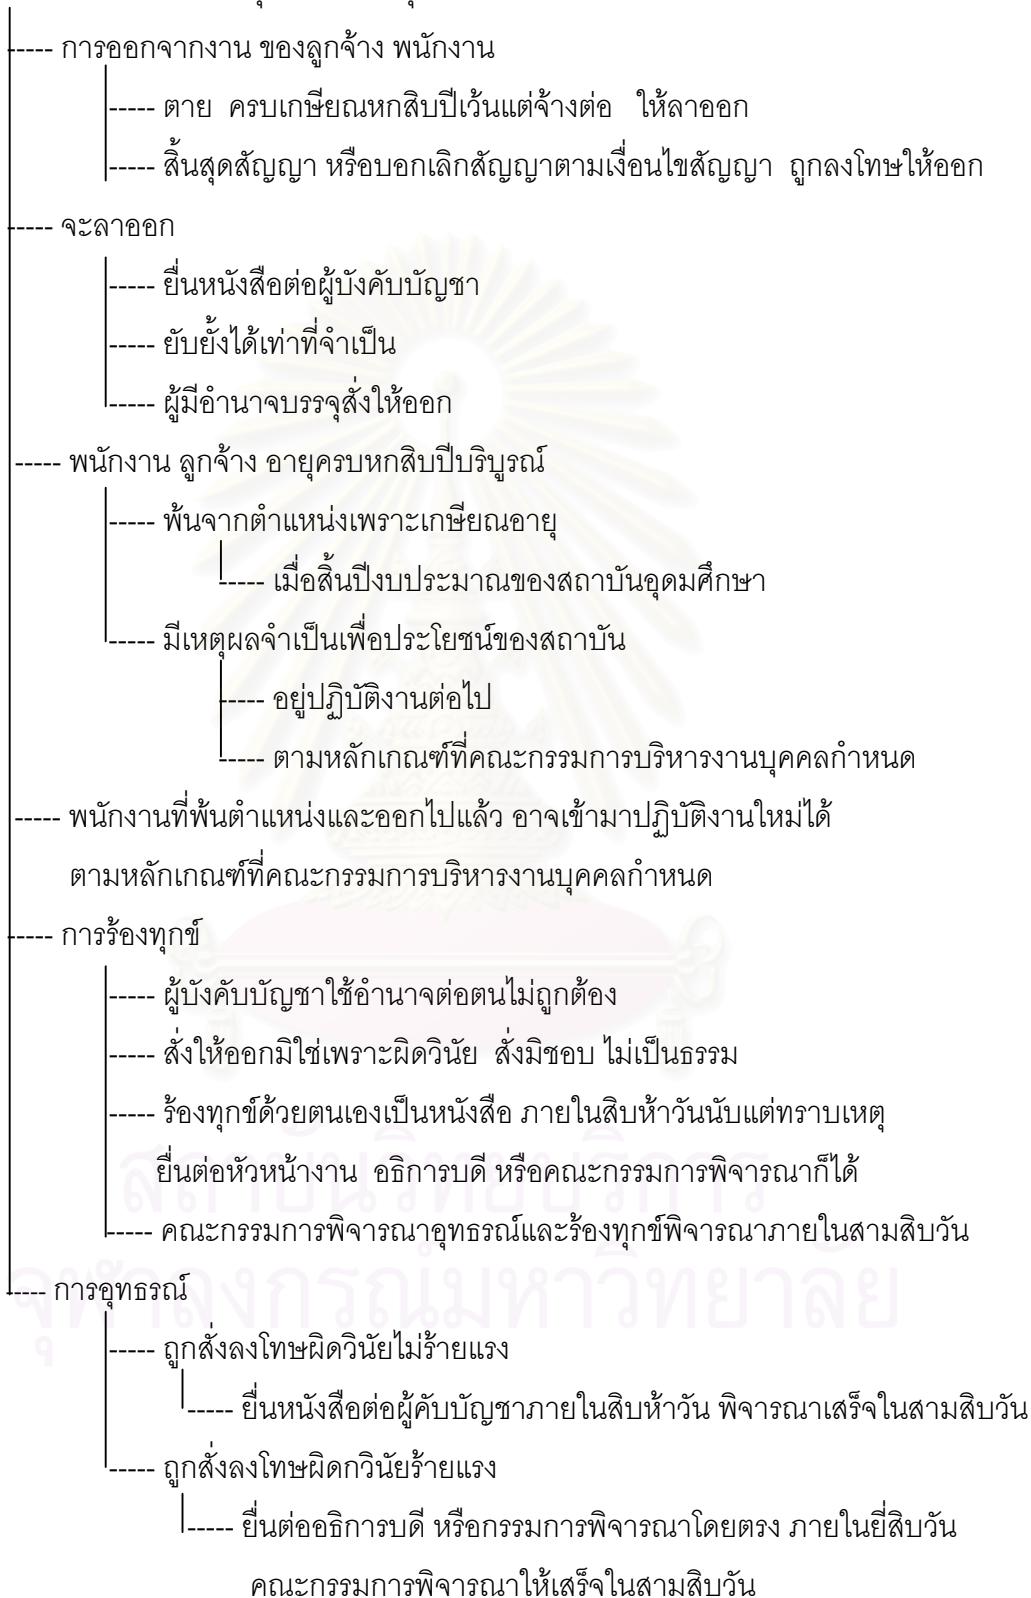 ----- การออกจากงาน ของลูกจ้าง พนักงาน
----- ตาย ครบเกษียณหกสิบปีเว้นแต่จ้างต่อ ให้ลาออก
----- สิ้นสุดสัญญา หรือบอกเลิกสัญญาตามเงื่อนไขสัญญา ถูกลงโทษให้ออก
----- จะลาออก
----- ยื่นหนังสือต่อผู้บังคับบัญชา
----- ยับยั้งได้เท่าที่จำเป็น
----- ผู้มีอำนาจบรรจุสั่งให้ออก
----- พนักงาน ลูกจ้าง อายุครบหกสิบปีบริบูรณ์
----- พ้นจากตำแหน่งเพราะเกษียณอายุ
----- เมื่อสิ้นปีงบประมาณของสถาบันอุดมศึกษา
----- มีเหตุผลจำเป็นเพื่อประโยชน์ของสถาบัน
----- อยู่ปฏิบัติงานต่อไป
----- ตามหลักเกณฑ์ที่คณะกรรมการบริหารงานบุคคลกำหนด
----- พนักงานที่พ้นตำแหน่งและออกไปแล้ว อาจเข้ามาปฏิบัติงานใหม่ได้
ตามหลักเกณฑ์ที่คณะกรรมการบริหารงานบุคคลกำหนด
----- การร้องทุกข์
----- ผู้บังคับบัญชาใช้อำนาจต่อตนไม่ถูกต้อง
----- สั่งให้ออกมิใช่เพราะผิดวินัย สั่งมิชอบ ไม่เป็นธรรม
----- ร้องทุกข์ด้วยตนเองเป็นหนังสือ ภายในสิบห้าวันนับแต่ทราบเหตุ
ยื่นต่อหัวหน้างาน อธิการบดี หรือคณะกรรมการพิจารณาก็ได้
สถาบันวิทยบริการ
----- คณะกรรมการพิจารณาอุทธรณ์และร้องทุกข์พิจารณาภายในสามสิบวัน
----- การอุทธรณ์
จุฬาลงกรณ์มหาวิทยาลัย
----- ถูกสั่งลงโทษผิดวินัยไม่ร้ายแรง
----- ยื่นหนังสือต่อผู้คับบัญชาภายในสิบห้าวัน พิจารณาเสร็จในสามสิบวัน
----- ถูกสั่งลงโทษผิดกวินัยร้ายแรง
----- ยื่นต่ออธิการบดี หรือกรรมการพิจารณาโดยตรง ภายในยี่สิบวัน
คณะกรรมการพิจารณาให้เสร็จในสามสิบวัน